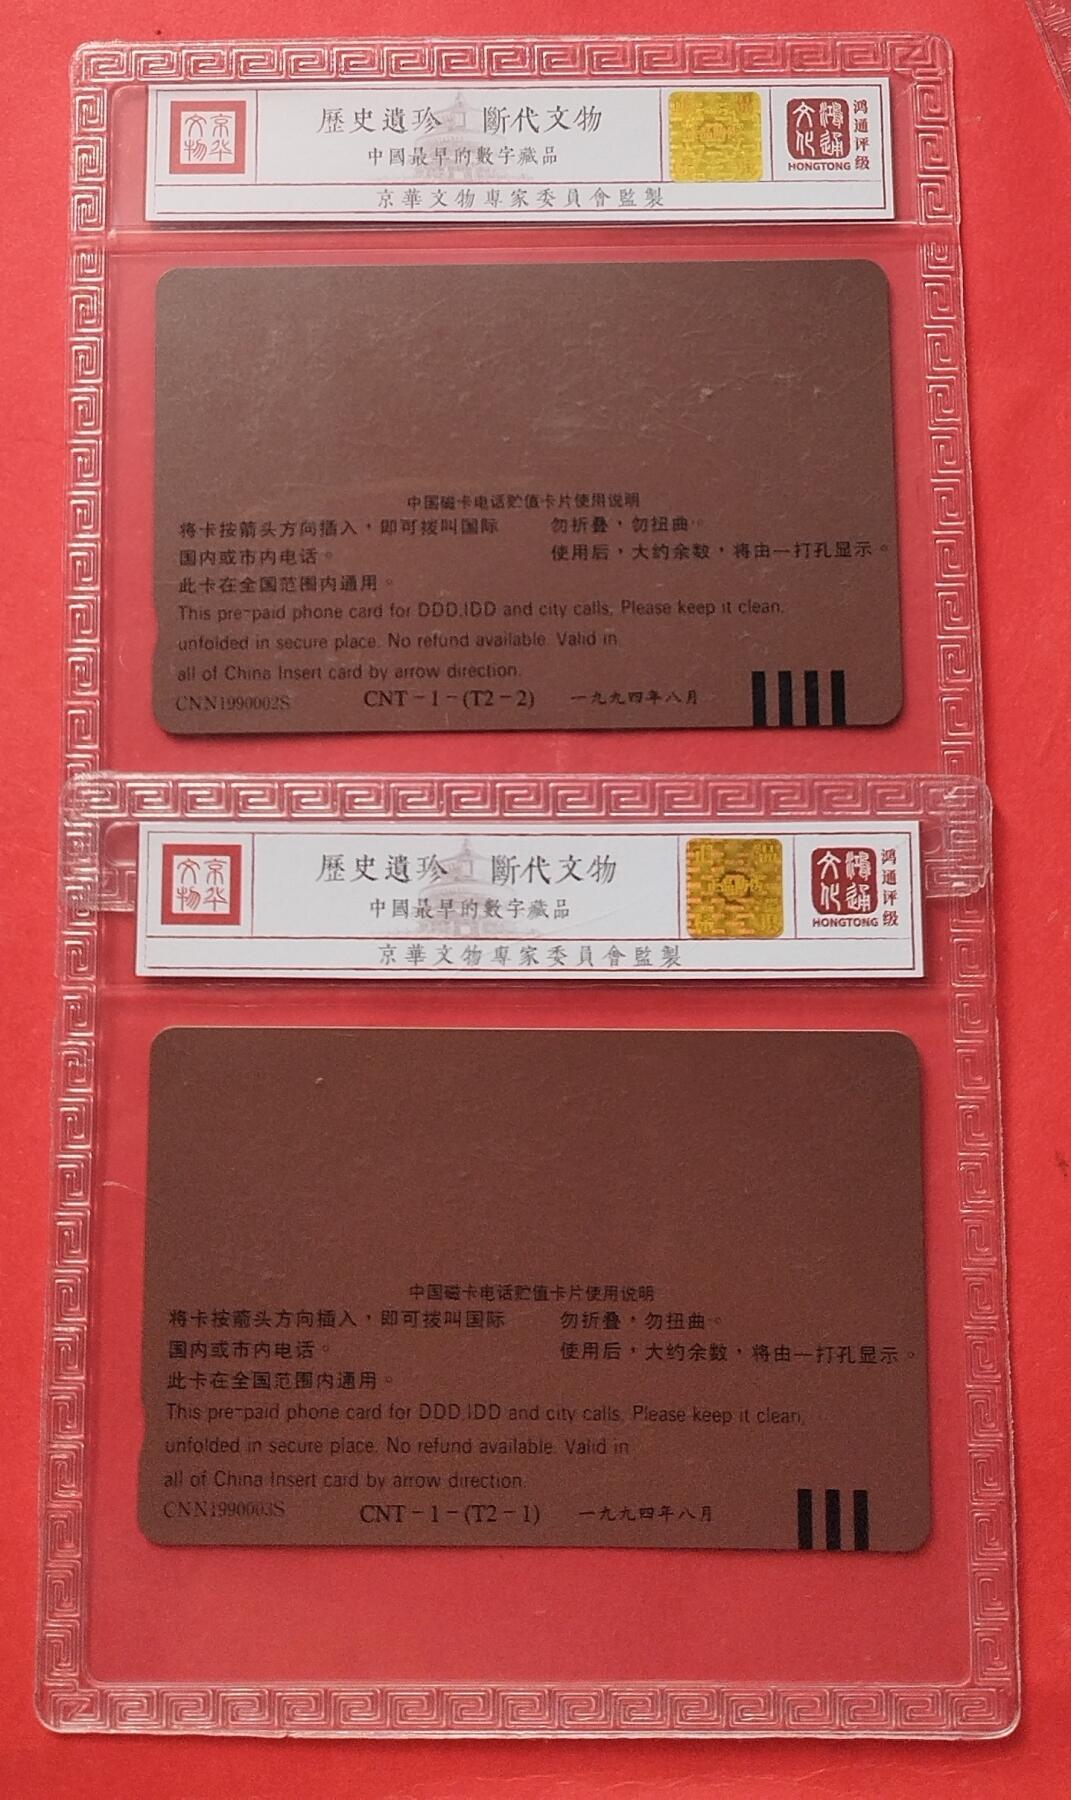 京华
文物
歷史遺珍 斷代文物
中國最早的數字藏品
京華文物專家委員會監製
鴻通
文化
HONGTONG
鸿通评级
中国磁卡电话贮值卡片使用说明
将卡按箭头方向插入，即可拨叫国际 勿折叠，勿扭曲。
国内或市内电话。 使用后，大约余数，将由一打孔显示。
此卡在全国范围内通用。
This pre-paid phone card for DDD,IDD and city calls, Please keep it clean,
unfolded in secure place. No refund available. Valid in
all of China Insert card by arrow direction.
CNN1990002S CNT-1-(T2-2) 一九九四年八月
京华
文物
歷史遺珍 斷代文物
中國最早的數字藏品
京華文物專家委員會監製
鴻通
文化
HONGTONG
鸿通评级
中国磁卡电话贮值卡片使用说明
将卡按箭头方向插入，即可拨叫国际 勿折叠，勿扭曲。
国内或市内电话。 使用后，大约余数，将由一打孔显示。
此卡在全国范围内通用。
This pre-paid phone card for DDD,IDD and city calls, Please keep it clean,
unfolded in secure place. No refund available. Valid in
all of China Insert card by arrow direction.
CNN1990003S CNT-1-(T2-1) 一九九四年八月